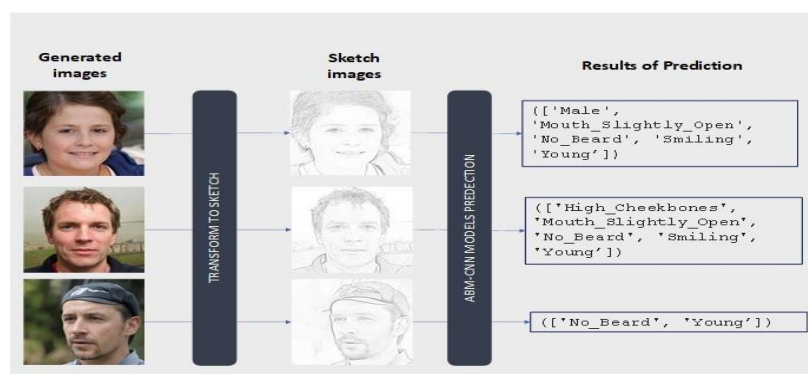 Generated
images
Sketch
images
Results of Prediction
TRANSFORM TO SKETCH
ABM-CNN MODELS PREDECTION
(['Male',
'Mouth_Slightly_Open',
'No_Beard', 'Smiling',
'Young'])
(['High_Cheekbones',
'Mouth_Slightly_Open',
'No_Beard', 'Smiling',
'Young'])
(['No_Beard', 'Young'])